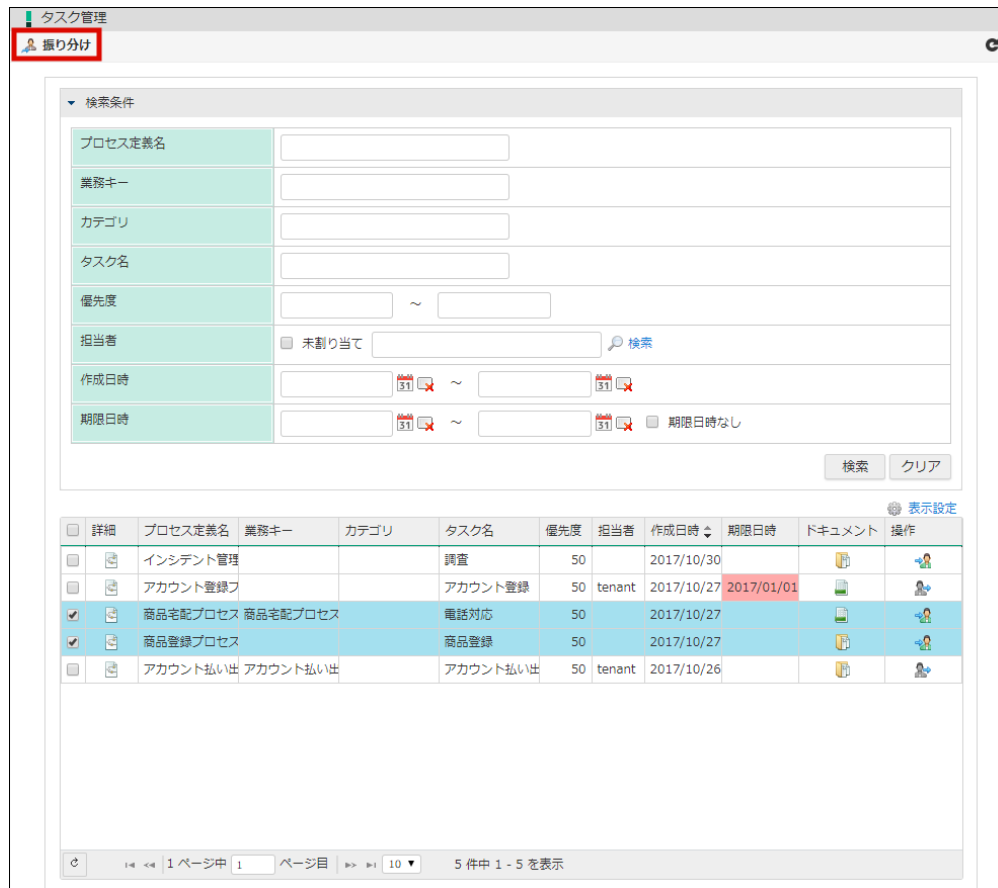 タスク管理
振り分け
検索条件
プロセス定義名
業務キー
カテゴリ
タスク名
優先度 ～
担当者 未割り当て 検索
作成日時 31 ～ 31
期限日時 31 ～ 31 期限日時なし
検索 クリア
表示設定
詳細 プロセス定義名 業務キー カテゴリ タスク名 優先度 担当者 作成日時 期限日時 ドキュメント 操作
インシデント管理 調査 50 2017/10/30
アカウント登録フ アカウント登録 50 tenant 2017/10/27 2017/01/01
商品宅配プロセス 商品宅配プロセス 電話対応 50 2017/10/27
商品登録プロセス 商品登録 50 2017/10/27
アカウント払い出 アカウント払い出 アカウント払い出 50 tenant 2017/10/26
1 ページ中 1 ページ目 10 5 件中 1 - 5 を表示